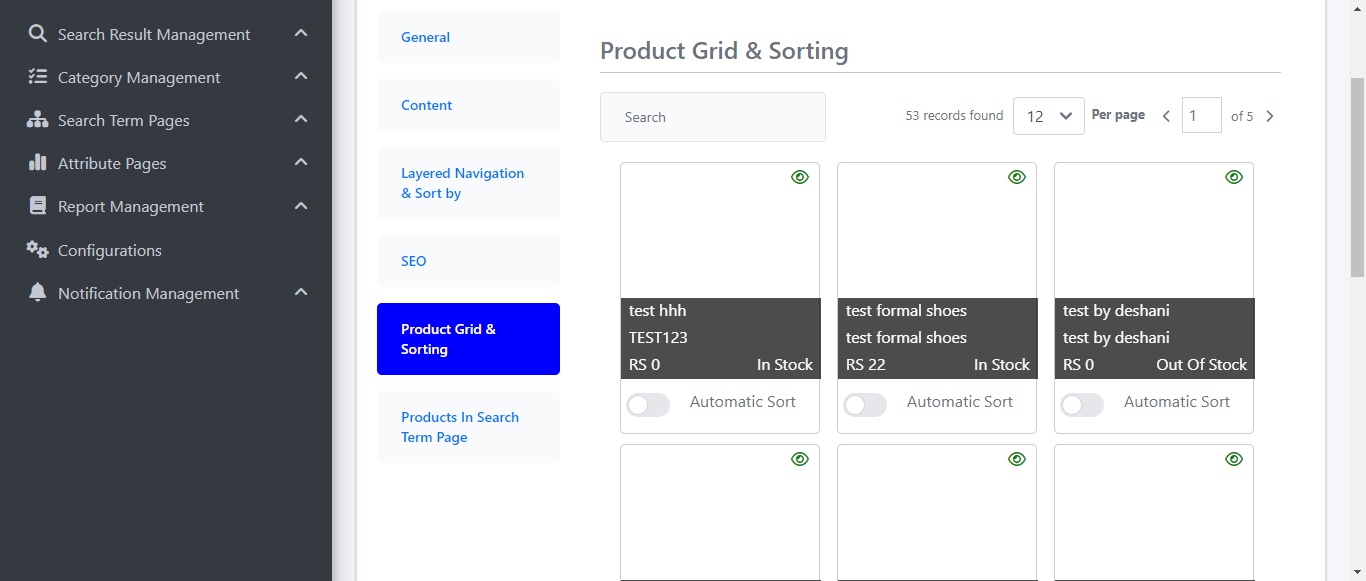 Search Result Management
Category Management
Search Term Pages
Attribute Pages
Report Management
Configurations
Notification Management
General
Content
Layered Navigation
& Sort by
SEO
Product Grid &
Sorting
Products In Search
Term Page
Product Grid & Sorting
Search
53 records found
12
Per page
1
of 5
test hhh
TEST123
RS 0 In Stock
Automatic Sort
test formal shoes
test formal shoes
RS 22 In Stock
Automatic Sort
test by deshani
test by deshani
RS 0 Out Of Stock
Automatic Sort